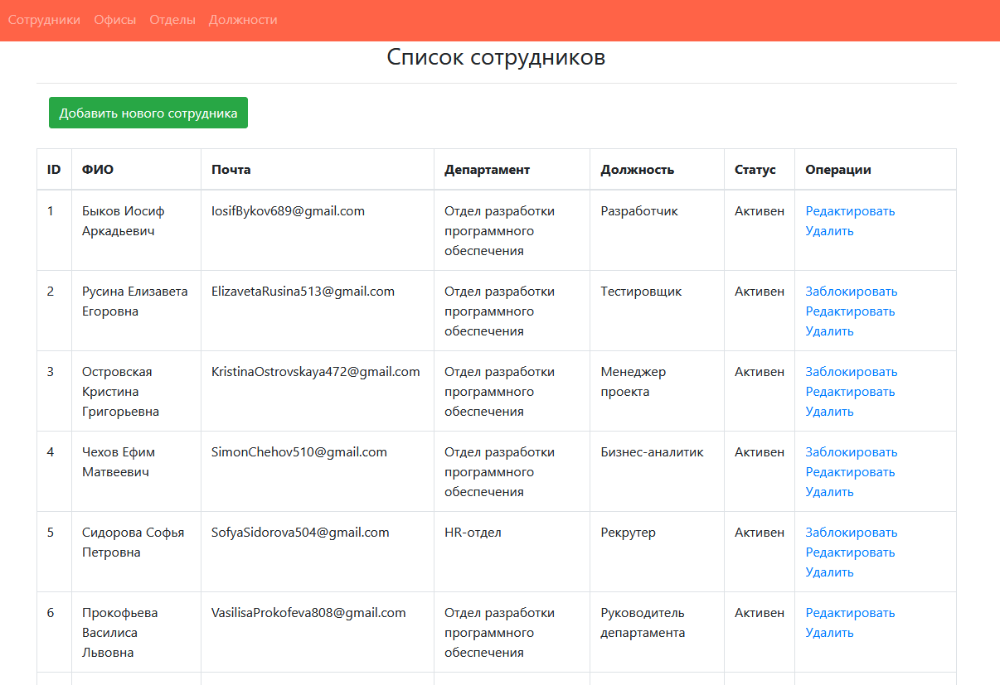 Сотрудники Офисы Отделы Должности
Список сотрудников
Добавить нового сотрудника
ID ФИО Почта Департамент Должность Статус Операции
1 Быков Иосиф IosifBykov689@gmail.com Отдел разработки Разработчик Активен Редактировать
Аркадьевич программного Удалить
обеспечения
2 Русина Елизавета ElizavetaRusina513@gmail.com Отдел разработки Тестировщик Активен Заблокировать
Егоровна программного Редактировать
обеспечения Удалить
3 Островская KristinaOstrovskaya472@gmail.com Отдел разработки Менеджер Активен Заблокировать
Кристина программного проекта Редактировать
Григорьевна обеспечения Удалить
4 Чехов Ефим SimonChehov510@gmail.com Отдел разработки Бизнес-аналитик Активен Заблокировать
Матвеевич программного Редактировать
обеспечения Удалить
5 Сидорова Софья SofyaSidorova504@gmail.com HR-отдел Рекрутер Активен Заблокировать
Петровна Редактировать
Удалить
6 Прокофьева VasilisaProkofeva808@gmail.com Отдел разработки Руководитель Активен Редактировать
Василиса программного департамента Удалить
Львовна обеспечения